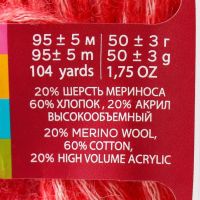 95 ± 5 м 50 ± 3 г
95 ± 5 m 50 ± 3 g
104 yards 1,75 OZ
20% ШЕРСТЬ МЕРИНОСА
60% ХЛОПОК, 20% АКРИЛ
ВЫСОКООБЪЕМНЫЙ
20% MERINO WOOL,
60% COTTON,
20% HIGH VOLUME ACRYLIC